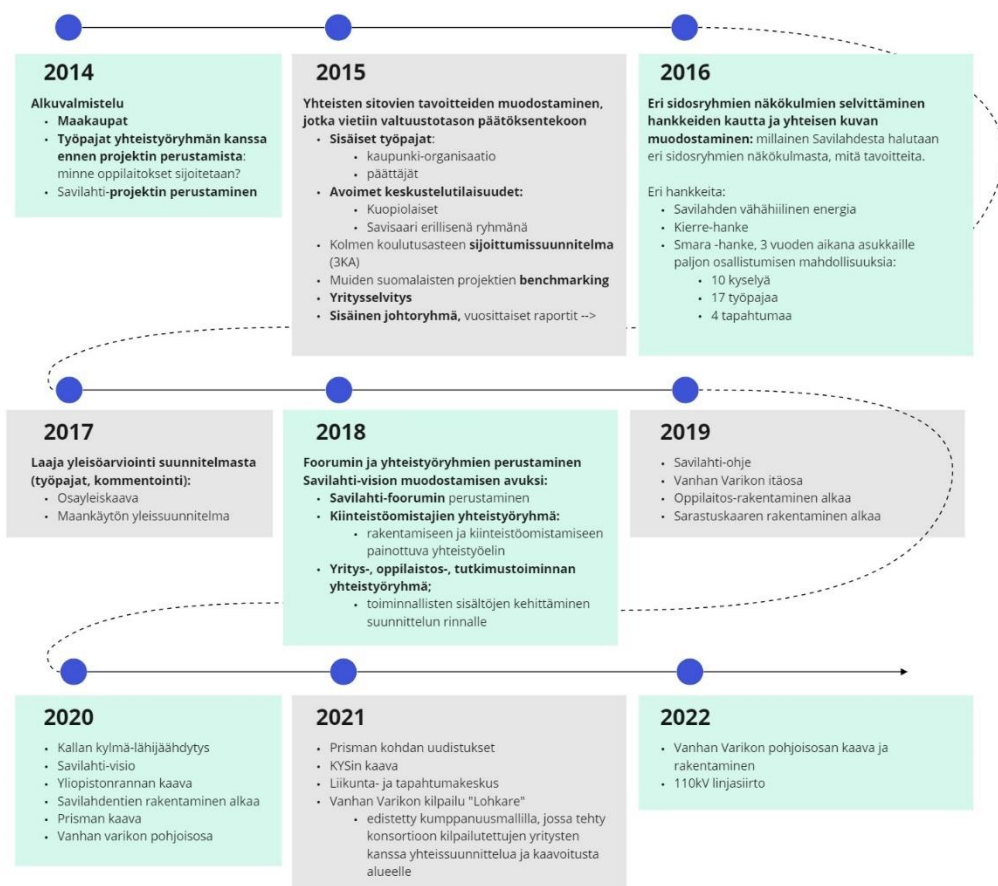 2014
Alkuvalmistelu
• Maakaupat
• Työpajat yhteistyöryhmän kanssa
ennen projektin perustamista:
minne oppilaitokset sijoitetaan?
• Savilahti-projektin perustaminen
2015
Yhteisten sitovien tavoitteiden muodostaminen,
jotka vietiin valtuustotason päätöksentekoon
• Sisäiset työpajat:
• kaupunki-organisaatio
• päättäjät
• Avoimet keskustelutilaisuudet:
• Kuopiolaiset
• Savisaari erillisenä ryhmänä
• Kolmen koulutusasteen sijoittumissuunnitelma
(3KA)
• Muiden suomalaisten projektien benchmarking
• Yritysselvitys
• Sisäinen johtoryhmä, vuosittaiset raportit -->
2016
Eri sidosryhmien näkökulmien selvittäminen
hankkeiden kautta ja yhteisen kuvan
muodostaminen: millainen Savilahdesta halutaan
eri sidosryhmien näkökulmasta, mitä tavoitteita.
Eri hankkeita:
• Savilahden vähähiilinen energia
• Kierre-hanke
• Smara -hanke, 3 vuoden aikana asukkaille
paljon osallistumisen mahdollisuuksia:
• 10 kyselyä
• 17 työpajaa
• 4 tapahtumaa
2017
Laaja yleisöarviointi suunnitelmasta
(työpajat, kommentointi):
• Osayleiskaava
• Maankäytön yleissuunnitelma
2018
Foorumin ja yhteistyöryhmien perustaminen
Savilahti-vision muodostamisen avuksi:
• Savilahti-foorumin perustaminen
• Kiinteistöomistajien yhteistyöryhmä:
• rakentamiseen ja kiinteistöomistamiseen
painottuva yhteistyöelin
• Yritys-, oppilaistos-, tutkimustoiminnan
yhteistyöryhmä;
• toiminnallisten sisältöjen kehittäminen
suunnittelun rinnalle
2019
• Savilahti-ohje
• Vanhan Varikon itäosa
• Oppilaitos-rakentaminen alkaa
• Sarastuskaaren rakentaminen alkaa
2020
• Kallan kylmä-lähijäähdytys
• Savilahti-visio
• Yliopistonrannan kaava
• Savilahdentien rakentaminen alkaa
• Prisman kaava
• Vanhan varikon pohjoisosa
2021
• Prisman kohdan uudistukset
• KYSin kaava
• Liikunta- ja tapahtumakeskus
• Vanhan Varikon kilpailu "Lohkare"
• edistetty kumppanuusmallilla, jossa tehty
konsortioon kilpailutettujen yritysten
kanssa yhteissuunnittelua ja kaavoitusta
alueelle
2022
• Vanhan Varikon pohjoisosan kaava ja
rakentaminen
• 110kV linjasiirto